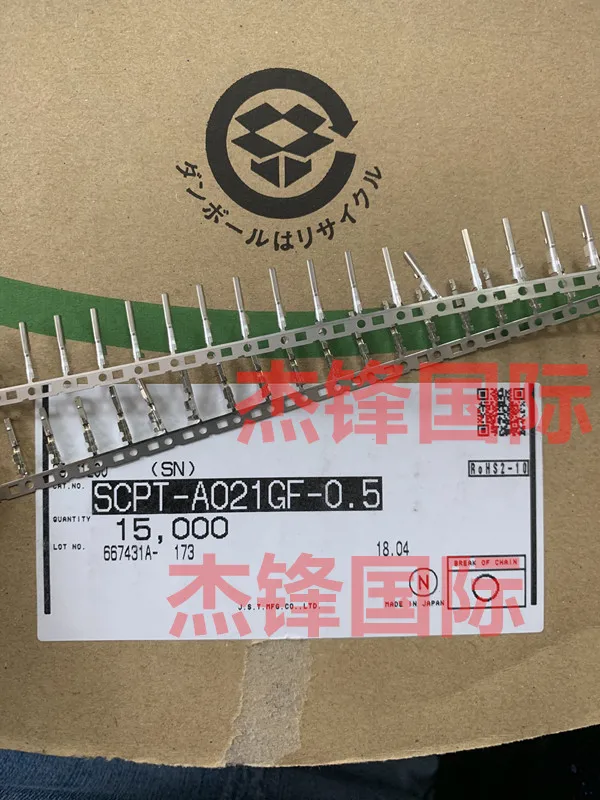 ダンボールはリサイクル
杰锋国际
(SN)
RoHS2-10
CAT.NO.
SCPT-A021GF-0.5
QUANTITY
15,000
LOT NO.
667431A- 173
18.04
BREAK OF CHAIN
N
MADE IN JAPAN
J.S.T.MFG.CO.,LTD.
杰锋国际